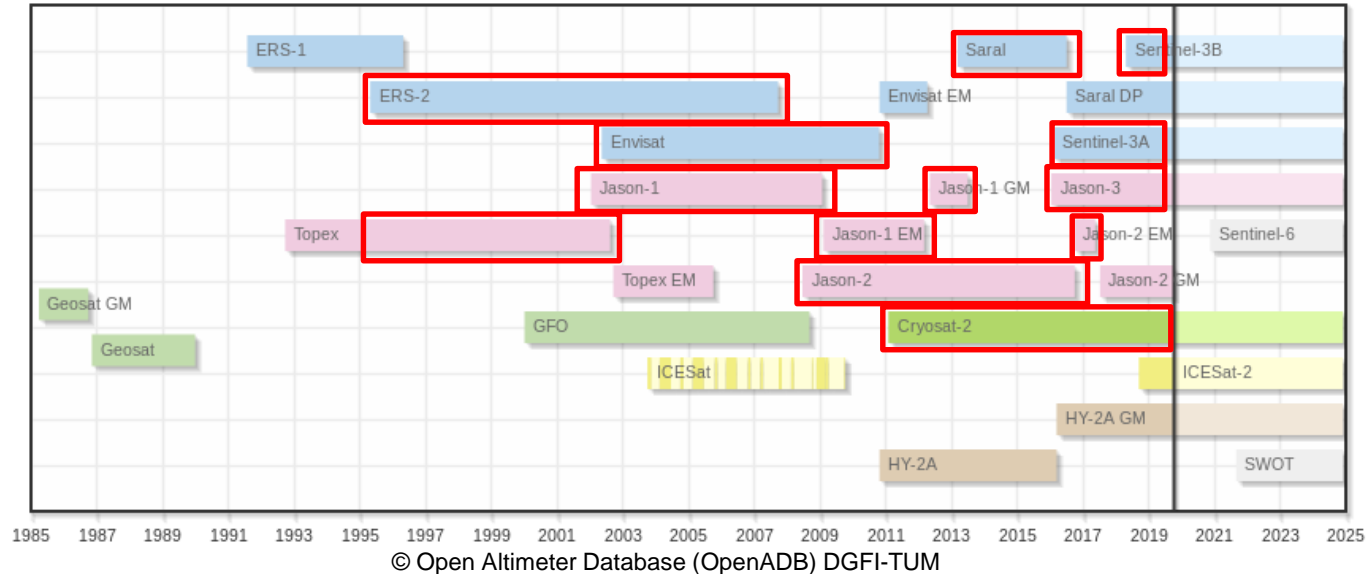 ERS-1
Saral
Sentinel-3B
ERS-2
Envisat EM
Saral DP
Envisat
Sentinel-3A
Jason-1
Jason-1 GM
Jason-3
Topex
Jason-1 EM
Jason-2 EM
Sentinel-6
Topex EM
Jason-2
Jason-2 GM
Geosat GM
GFO
Cryosat-2
Geosat
ICESat
ICESat-2
HY-2A GM
HY-2A
SWOT
1985 1987 1989 1991 1993 1995 1997 1999 2001 2003 2005 2007 2009 2011 2013 2015 2017 2019 2021 2023 2025
© Open Altimeter Database (OpenADB) DGFI-TUM